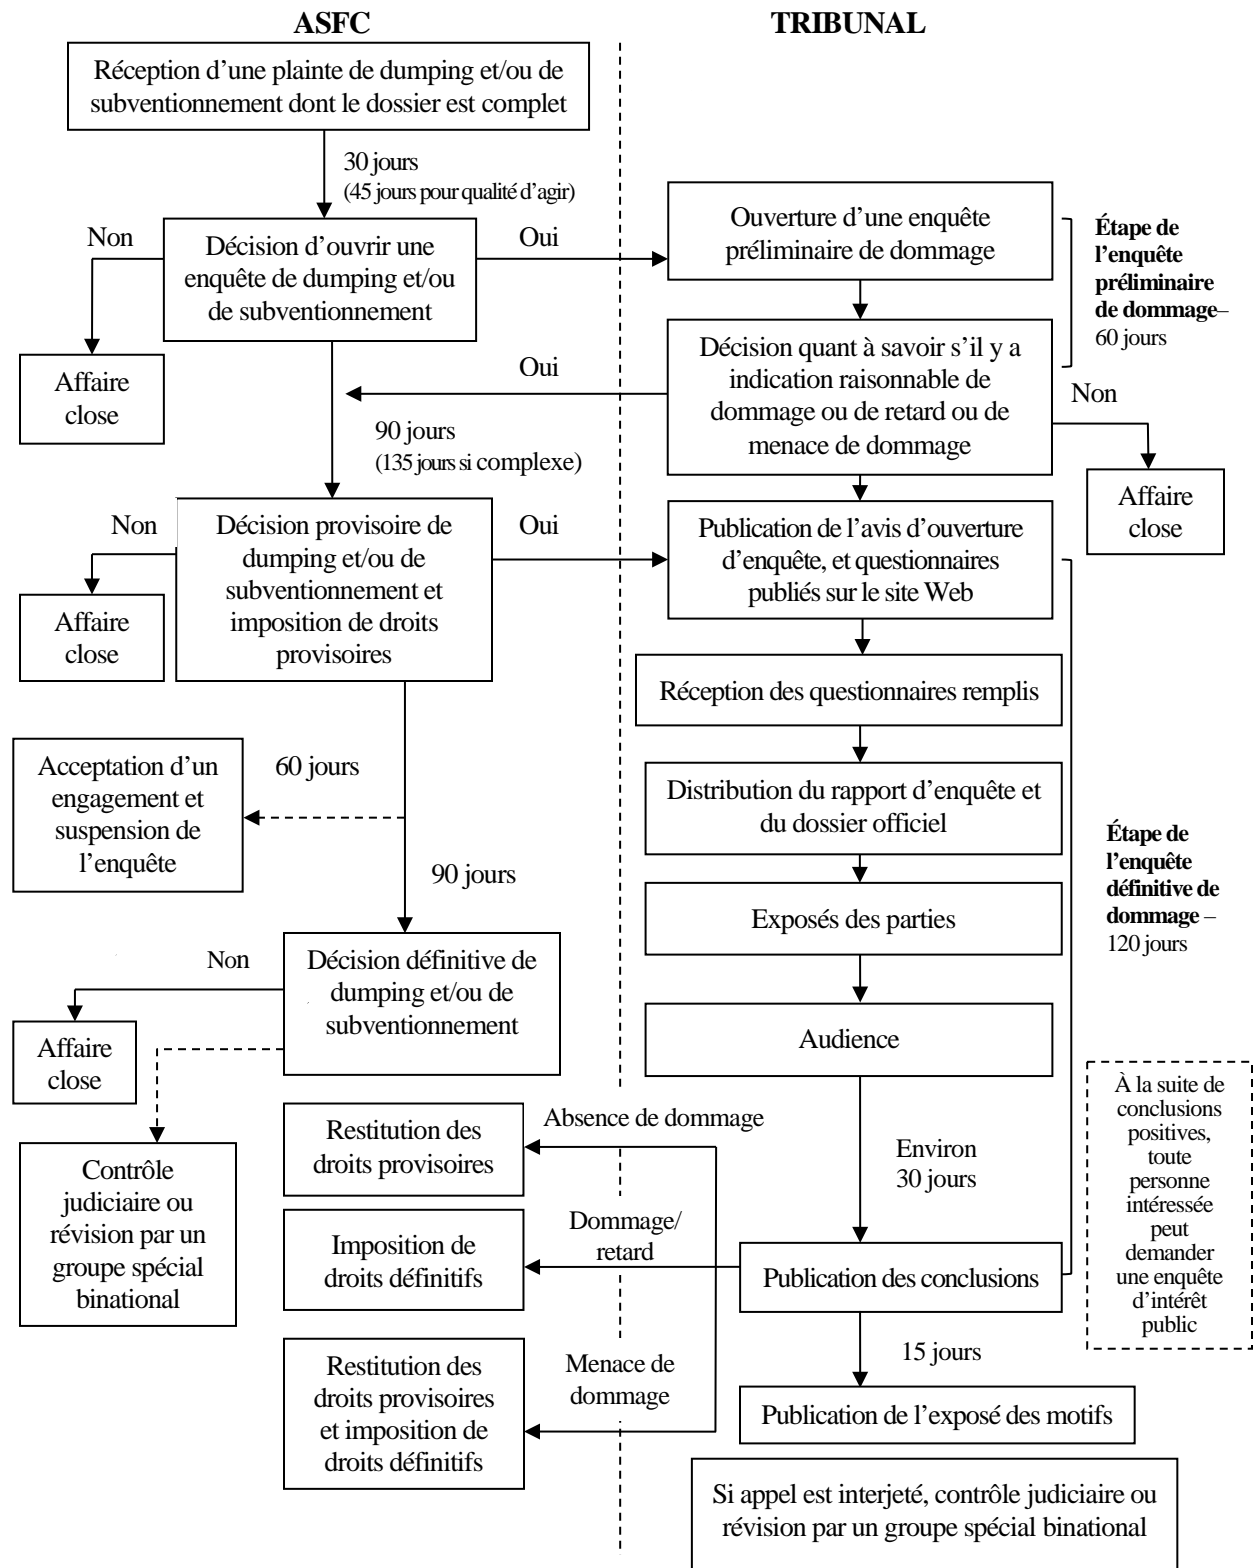 ASFC
TRIBUNAL
Réception d’une plainte de dumping et/ou de
subventionnement dont le dossier est complet
30 jours
(45 jours pour qualité d’agir)
Ouverture d’une enquête
préliminaire de dommage
Étape de
l’enquête
préliminaire
de dommage–
60 jours
Non
Décision d’ouvrir une
enquête de dumping et/ou
de subventionnement
Oui
Affaire
close
Oui
Décision quant à savoir s’il y a
indication raisonnable de
dommage ou de retard ou de
menace de dommage
Non
Affaire
close
90 jours
(135 jours si complexe)
Non
Décision provisoire de
dumping et/ou de
subventionnement et
imposition de droits
provisoires
Oui
Affaire
close
Publication de l’avis d’ouverture
d’enquête, et questionnaires
publiés sur le site Web
Réception des questionnaires remplis
Acceptation d’un
engagement et
suspension de
l’enquête
60 jours
90 jours
Distribution du rapport d’enquête et
du dossier officiel
Étape de
l’enquête
définitive de
dommage –
120 jours
Exposés des parties
Non
Décision définitive de
dumping et/ou de
subventionnement
Affaire
close
Audience
Contrôle
judiciaire ou
révision par un
groupe spécial
binational
Restitution des
droits provisoires
Absence de dommage
Environ
30 jours
À la suite de
conclusions
positives,
toute
personne
intéressée
peut
demander
une enquête
d’intérêt
public
Imposition de
droits définitifs
Dommage/
retard
Publication des conclusions
Restitution des
droits provisoires
et imposition de
droits définitifs
Menace de
dommage
15 jours
Publication de l’exposé des motifs
Si appel est interjeté, contrôle judiciaire ou
révision par un groupe spécial binational